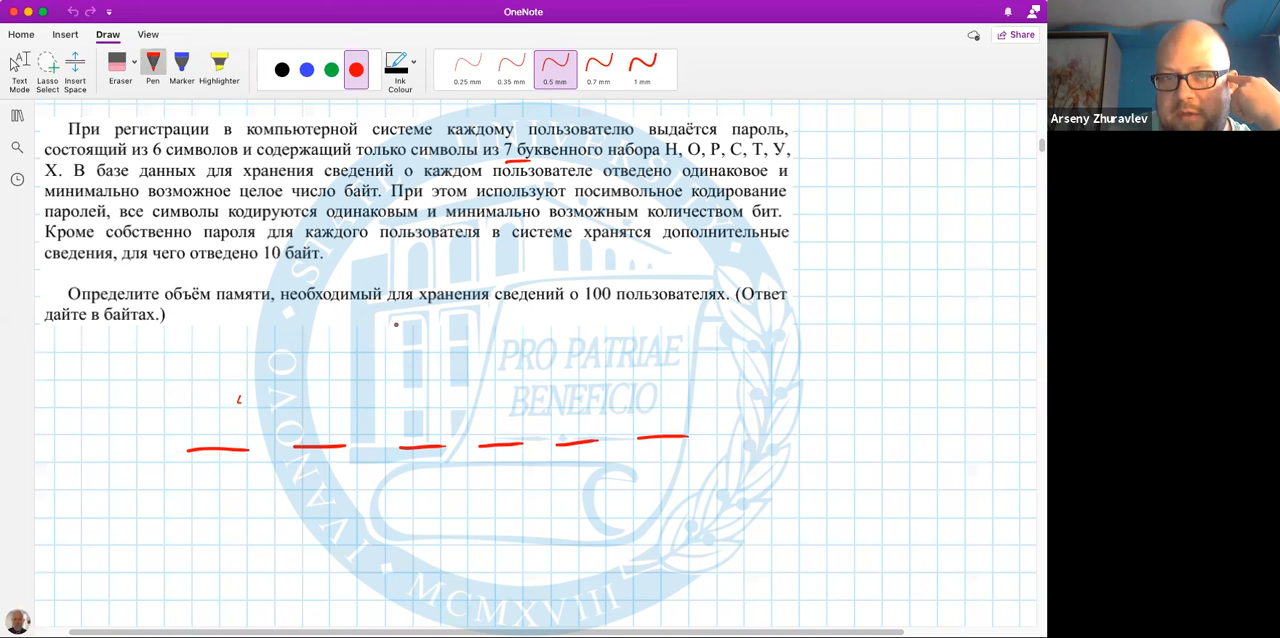 OneNote
Home Insert Draw View
Share
Text Mode
Lasso Select
Insert Space
Eraser
Pen
Marker
Highlighter
Ink Colour
0.25 mm
0.35 mm
0.5 mm
0.7 mm
1 mm
Arseny Zhuravlev
При регистрации в компьютерной системе каждому пользователю выдаётся пароль,
состоящий из 6 символов и содержащий только символы из 7 буквенного набора Н, О, Р, С, Т, У,
Х. В базе данных для хранения сведений о каждом пользователе отведено одинаковое и
минимально возможное целое число байт. При этом используют посимвольное кодирование
паролей, все символы кодируются одинаковым и минимально возможным количеством бит.
Кроме собственно пароля для каждого пользователя в системе хранятся дополнительные
сведения, для чего отведено 10 байт.
Определите объём памяти, необходимый для хранения сведений о 100 пользователях. (Ответ
дайте в байтах.)
PRO PATRIAE
BENEFICIO
IVANOVO STATE UNIVERSITY
MCMXVIII